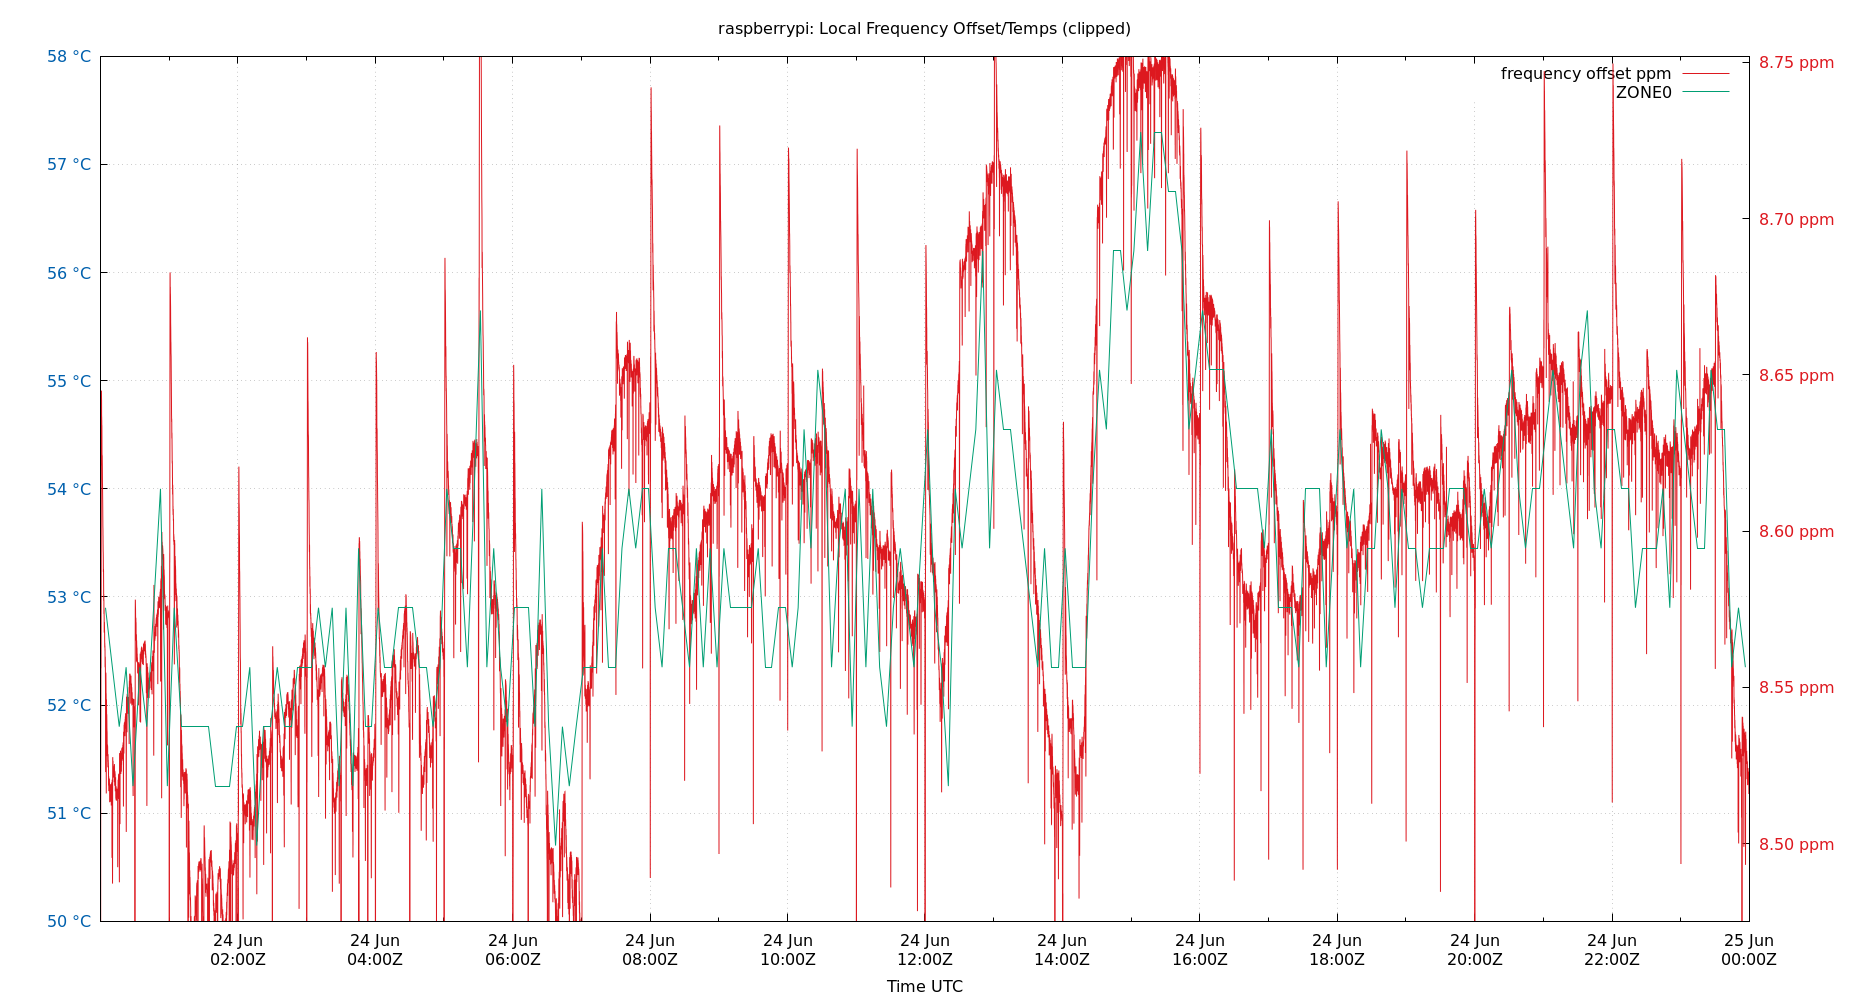 raspberrypi: Local Frequency Offset/Temps (clipped)
58 °C
57 °C
56 °C
55 °C
54 °C
53 °C
52 °C
51 °C
50 °C
8.75 ppm
8.70 ppm
8.65 ppm
8.60 ppm
8.55 ppm
8.50 ppm
frequency offset ppm
ZONE0
24 Jun
02:00Z
24 Jun
04:00Z
24 Jun
06:00Z
24 Jun
08:00Z
24 Jun
10:00Z
24 Jun
12:00Z
24 Jun
14:00Z
24 Jun
16:00Z
24 Jun
18:00Z
24 Jun
20:00Z
24 Jun
22:00Z
25 Jun
00:00Z
Time UTC